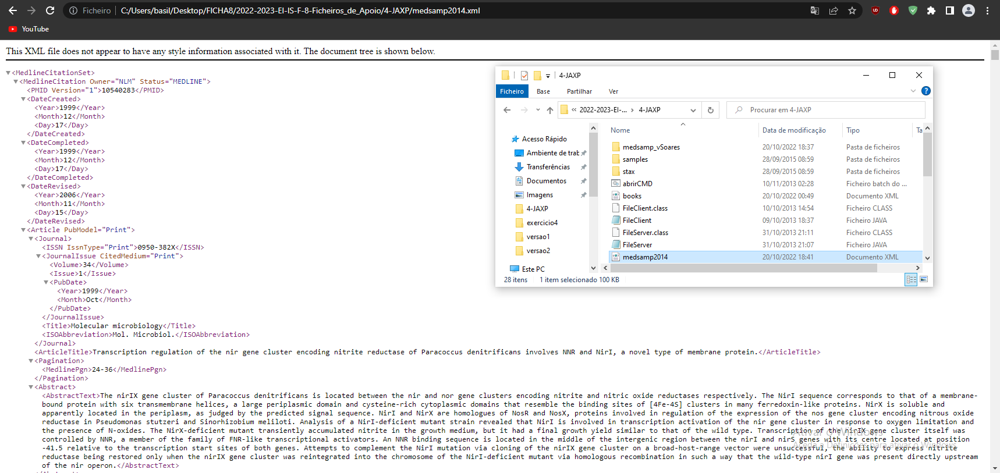 Ficheiro C:/Users/basil/Desktop/FICHA8/2022-2023-EI-IS-F-8-Ficheiros_de_Apoio/4-JAXP/medsamp2014.xml
YouTube
This XML file does not appear to have any style information associated with it. The document tree is shown below.
<MedlineCitationSet>
<MedlineCitation Owner="NLM" Status="MEDLINE">
<PMID Version="1">10540283</PMID>
<DateCreated>
<Year>1999</Year>
<Month>12</Month>
<Day>17</Day>
</DateCreated>
<DateCompleted>
<Year>1999</Year>
<Month>12</Month>
<Day>17</Day>
</DateCompleted>
<DateRevised>
<Year>2006</Year>
<Month>11</Month>
<Day>15</Day>
</DateRevised>
<Article PubModel="Print">
<Journal>
<ISSN IssnType="Print">0950-382X</ISSN>
<JournalIssue CitedMedium="Print">
<Volume>34</Volume>
<Issue>1</Issue>
<PubDate>
<Year>1999</Year>
<Month>Oct</Month>
</PubDate>
</JournalIssue>
<Title>Molecular microbiology</Title>
<ISOAbbreviation>Mol. Microbiol.</ISOAbbreviation>
</Journal>
<ArticleTitle>Transcription regulation of the nir gene cluster encoding nitrite reductase of Paracoccus denitrificans involves NNR and NirI, a novel type of membrane protein.</ArticleTitle>
<Pagination>
<MedlinePgn>24-36</MedlinePgn>
</Pagination>
<Abstract>
<AbstractText>The nirIX gene cluster of Paracoccus denitrificans is located between the nir and nor gene clusters encoding nitrite and nitric oxide reductases respectively. The NirI sequence corresponds to that of a membrane-
bound protein with six transmembrane helices, a large periplasmic domain and cysteine-rich cytoplasmic domains that resemble the binding sites of [4Fe-4S] clusters in many ferredoxin-like proteins. NirX is soluble and
apparently located in the periplasm, as judged by the predicted signal sequence. NirI and NirX are homologues of NosR and NosX, proteins involved in regulation of the expression of the nos gene cluster encoding nitrous oxide
reductase in Pseudomonas stutzeri and Sinorhizobium meliloti. Analysis of a NirI-deficient mutant strain revealed that NirI is involved in transcription activation of the nir gene cluster in response to oxygen limitation and
the presence of N-oxides. The NirX-deficient mutant transiently accumulated nitrite in the growth medium, but it had a final growth yield similar to that of the wild type. Transcription of the nirIX gene cluster itself was
controlled by NNR, a member of the family of FNR-like transcriptional activators. An NNR binding sequence is located in the middle of the intergenic region between the nirI and nirS genes with its centre located at position
-41.5 relative to the transcription start sites of both genes. Attempts to complement the NirI mutation via cloning of the nirIX gene cluster on a broad-host-range vector were unsuccessful, the ability to express nitrite
reductase being restored only when the nirIX gene cluster was reintegrated into the chromosome of the NirI-deficient mutant via homologous recombination in such a way that the wild-type nirI gene was present directly upstream
of the nir operon.</AbstractText>
Ativar o Windows
Aceda a Definições para ativar o Windows.
4-JAXP
Ficheiro Base Partilhar Ver
« 2022-2023-EI-... › 4-JAXP Procurar em 4-JAXP
Nome Data de modificação Tipo Ta
Acesso Rápido
Ambiente de trab
Transferências
Documentos
Imagens
4-JAXP
exercicio4
versao1
versao2
Este PC
medsamp_vSoares 20/10/2022 18:37 Pasta de ficheiros
samples 28/09/2015 08:59 Pasta de ficheiros
stax 28/09/2015 08:59 Pasta de ficheiros
abrirCMD 10/11/2013 02:28 Ficheiro batch do ...
books 20/10/2022 00:49 Documento XML
FileClient.class 10/10/2013 14:54 Ficheiro CLASS
FileClient 09/10/2013 18:37 Ficheiro JAVA
FileServer.class 31/10/2013 21:11 Ficheiro CLASS
FileServer 31/10/2013 21:07 Ficheiro JAVA
medsamp2014 20/10/2022 18:41 Documento XML
28 itens 1 item selecionado 100 KB